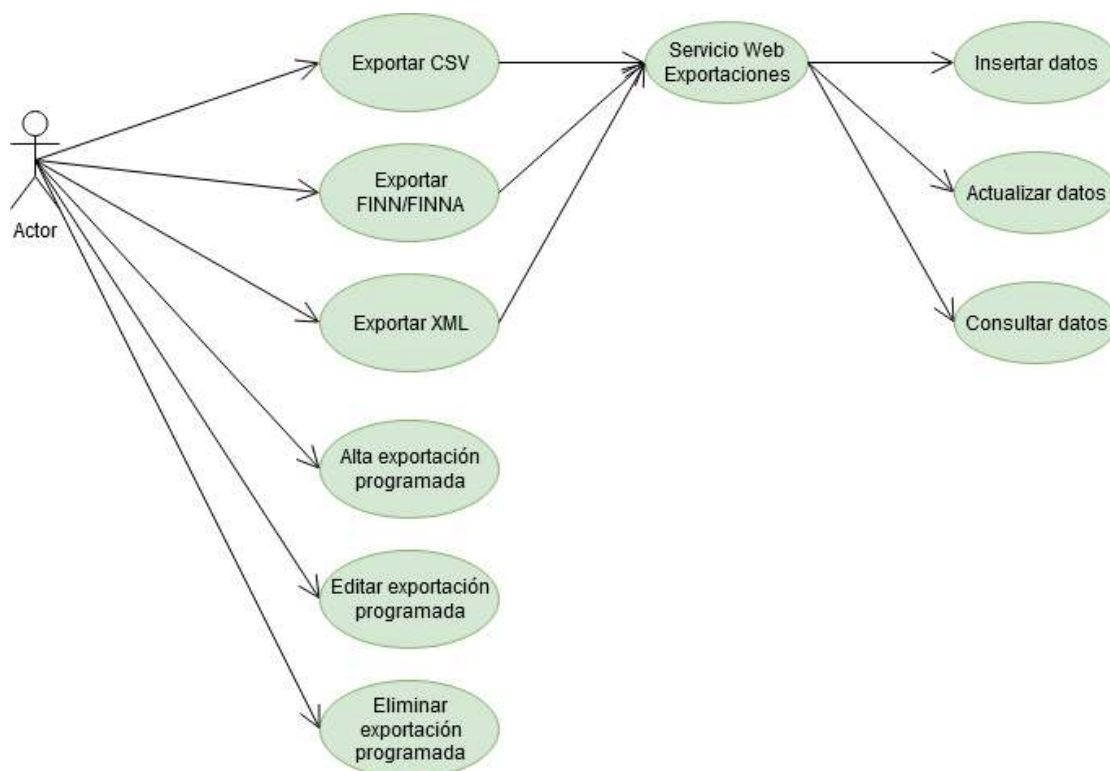 Exportar CSV
Servicio Web
Exportaciones
Insertar datos
Actor
Exportar
FINN/FINNA
Actualizar datos
Exportar XML
Consultar datos
Alta exportación
programada
Editar exportación
programada
Eliminar
exportación
programada